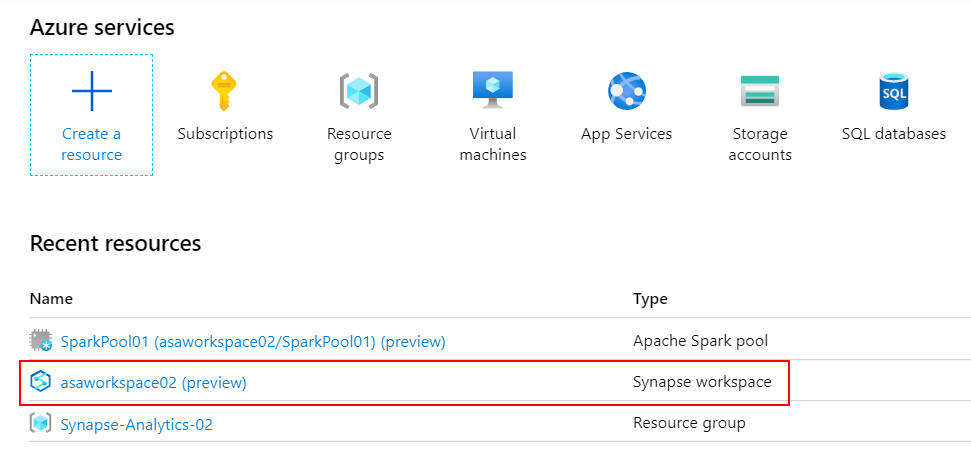 Azure services
Create a
resource
Subscriptions
Resource
groups
Virtual
machines
App Services
Storage
accounts
SQL
SQL databases
Recent resources
Name Type
SparkPool01 (asaworkspace02/SparkPool01) (preview) Apache Spark pool
asaworkspace02 (preview) Synapse workspace
Synapse-Analytics-02 Resource group